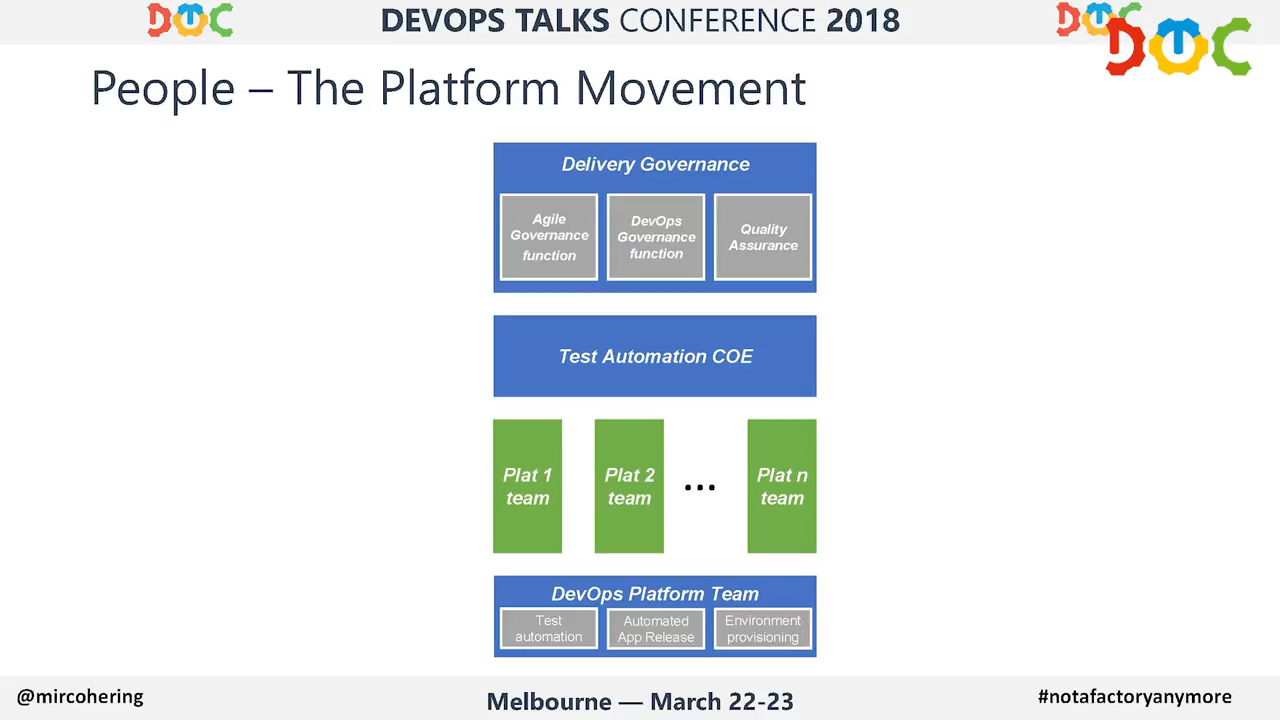 DEVOPS TALKS CONFERENCE 2018
People – The Platform Movement
Delivery Governance
Agile
Governance
function
DevOps
Governance
function
Quality
Assurance
Test Automation COE
Plat 1
team
Plat 2
team
...
Plat n
team
DevOps Platform Team
Test
automation
Automated
App Release
Environment
provisioning
@mircohering
Melbourne — March 22-23
#notafactoryanymore